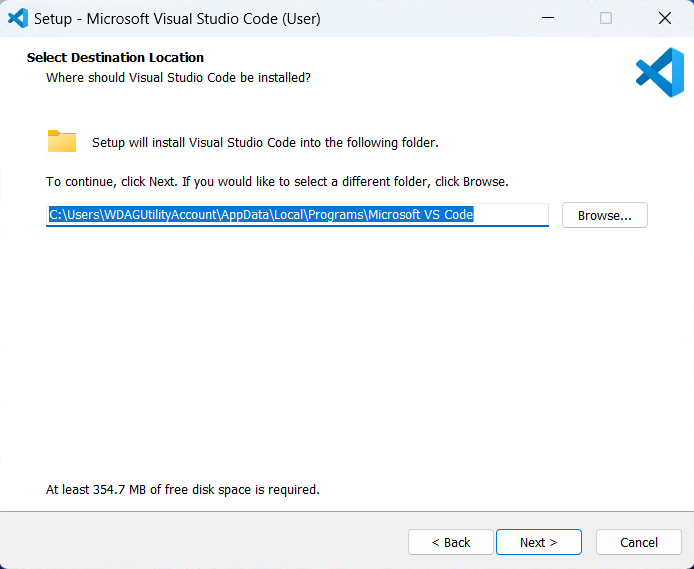 Setup - Microsoft Visual Studio Code (User)
Select Destination Location
Where should Visual Studio Code be installed?
Setup will install Visual Studio Code into the following folder.
To continue, click Next. If you would like to select a different folder, click Browse.
C:\Users\WDAGUtilityAccount\AppData\Local\Programs\Microsoft VS Code
Browse...
At least 354.7 MB of free disk space is required.
< Back
Next >
Cancel